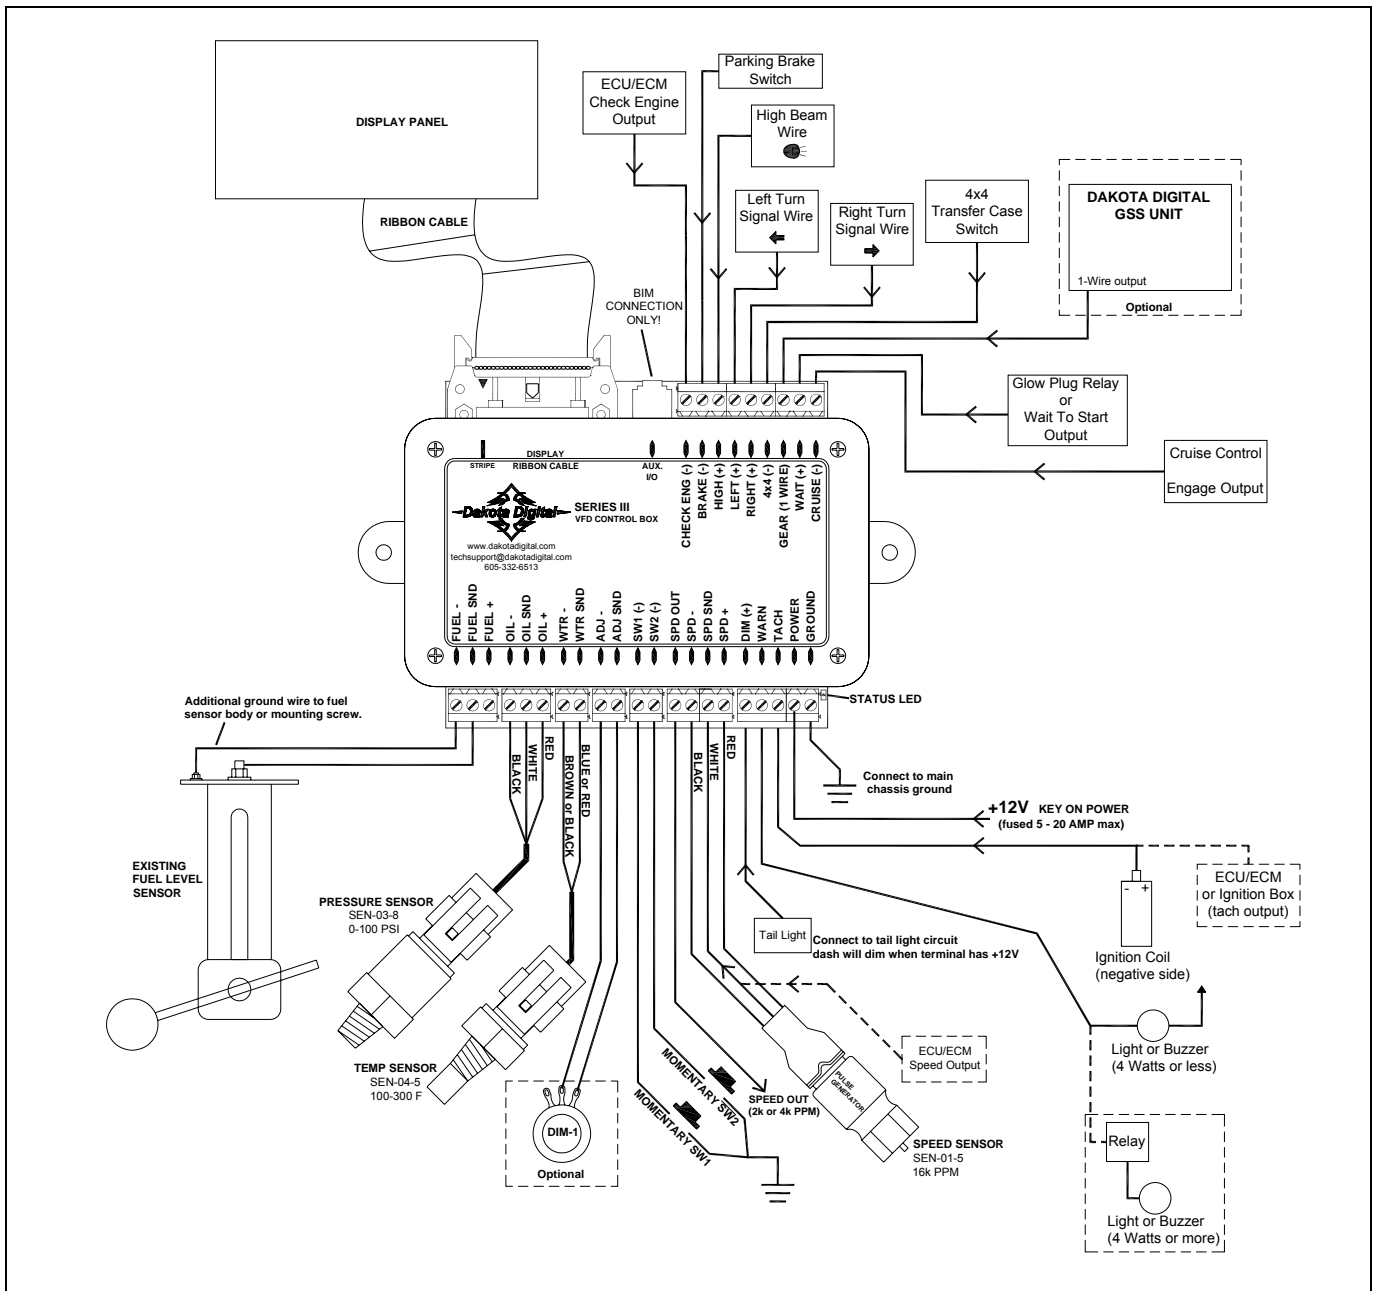 DISPLAY PANEL
RIBBON CABLE
ECU/ECM
Check Engine
Output
Parking Brake
Switch
High Beam
Wire
Left Turn
Signal Wire
Right Turn
Signal Wire
4x4
Transfer Case
Switch
DAKOTA DIGITAL
GSS UNIT
1-Wire output
Optional
BIM
CONNECTION
ONLY!
Glow Plug Relay
or
Wait To Start
Output
Cruise Control
Engage Output
STRIPE
DISPLAY
RIBBON CABLE
AUX.
I/O
CHECK ENG (-)
BRAKE (-)
HIGH (+)
LEFT (+)
RIGHT (+)
4x4 (-)
GEAR (1 WIRE)
WAIT (+)
CRUISE (-)
Dakota Digital
SERIES III
VFD CONTROL BOX
www.dakotadigital.com
techsupport@dakotadigital.com
605-332-6513
FUEL -
FUEL SND
FUEL +
OIL -
OIL SND
OIL +
WTR -
WTR SND
ADJ -
ADJ SND
SW1 (-)
SW2 (-)
SPD OUT
SPD -
SPD SND
SPD +
DIM (+)
WARN
TACH
POWER
GROUND
STATUS LED
Additional ground wire to fuel
sensor body or mounting screw.
BLACK
WHITE
RED
BROWN or BLACK
BLUE or RED
BLACK
WHITE
RED
Connect to main
chassis ground
+12V KEY ON POWER
(fused 5 - 20 AMP max)
EXISTING
FUEL LEVEL
SENSOR
PRESSURE SENSOR
SEN-03-8
0-100 PSI
TEMP SENSOR
SEN-04-5
100-300 F
DIM-1
Optional
MOMENTARY SW1
MOMENTARY SW2
SPEED OUT
(2k or 4k PPM)
PULSE
GENERATOR
SPEED SENSOR
SEN-01-5
16k PPM
Tail Light
Connect to tail light circuit
dash will dim when terminal has +12V
ECU/ECM
Speed Output
- +
Ignition Coil
(negative side)
ECU/ECM
or Ignition Box
(tach output)
Light or Buzzer
(4 Watts or less)
Relay
Light or Buzzer
(4 Watts or more)